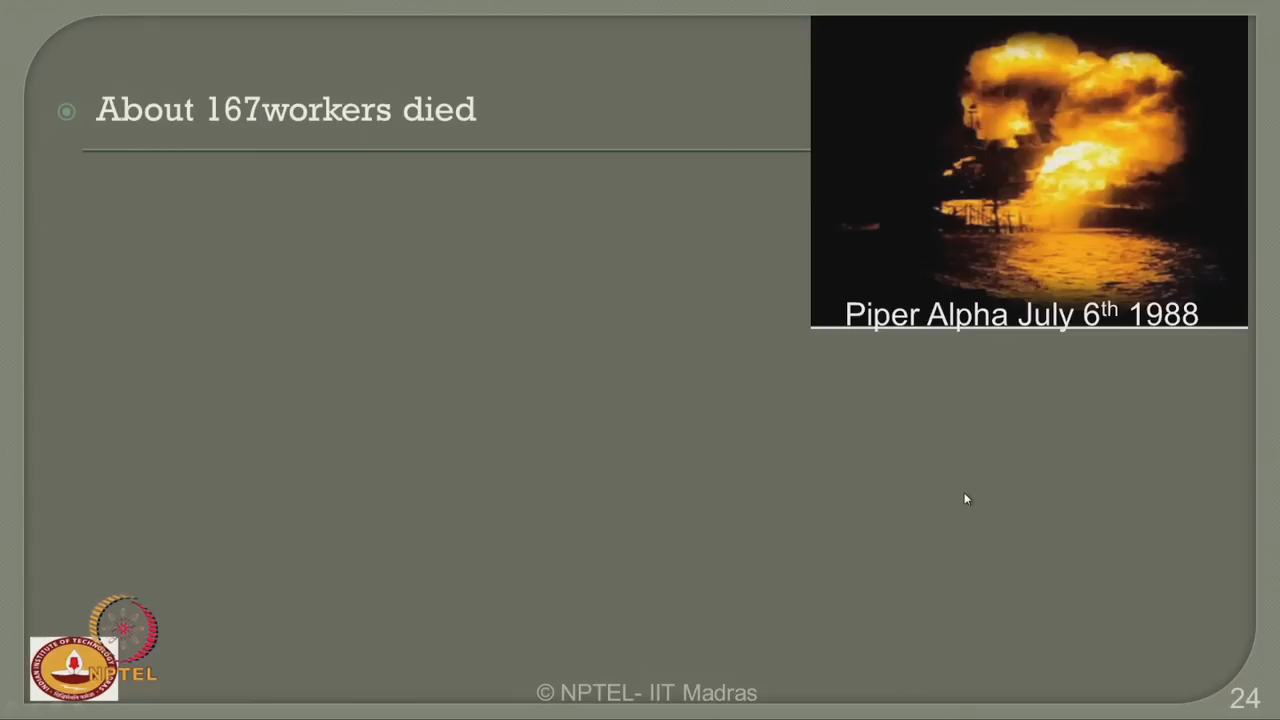 About 167workers died
Piper Alpha July 6th 1988
NPTEL
© NPTEL- IIT Madras
24